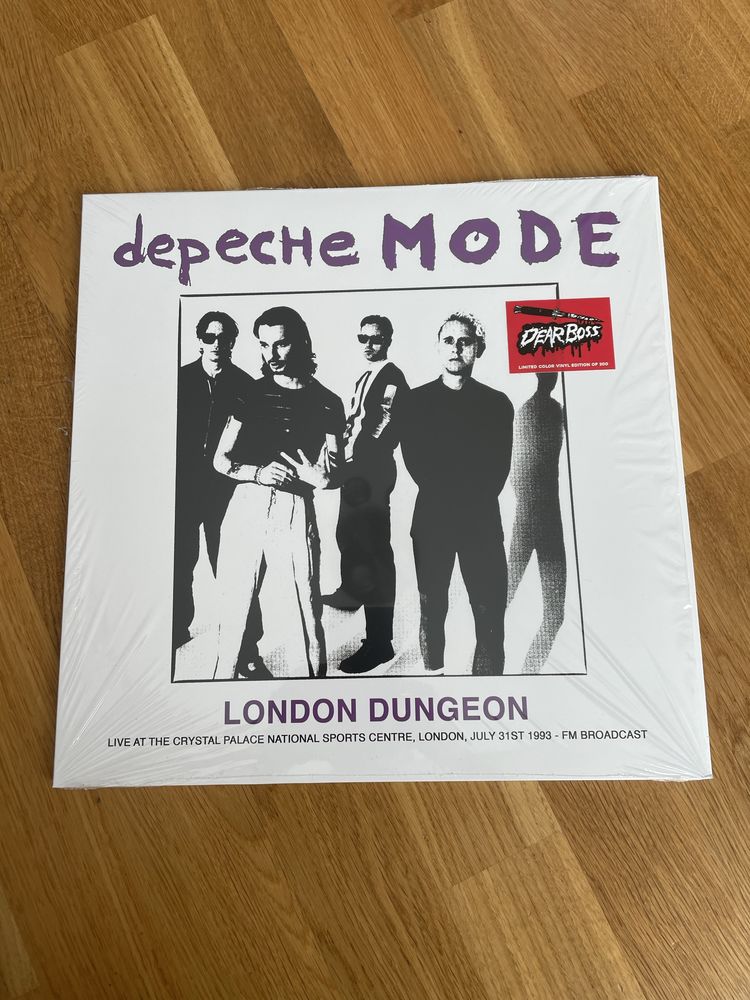 depecHe MODE
DEAR BOSS
LIMITED COLOR VINYL EDITION OF 200
LONDON DUNGEON
LIVE AT THE CRYSTAL PALACE NATIONAL SPORTS CENTRE, LONDON, JULY 31ST 1993 - FM BROADCAST